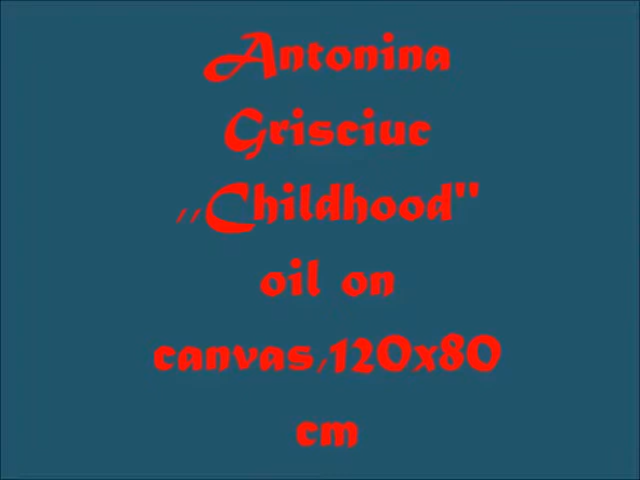 Antonina
Grisciuc
,,Childhood"
oil on
canvas,120x80
cm